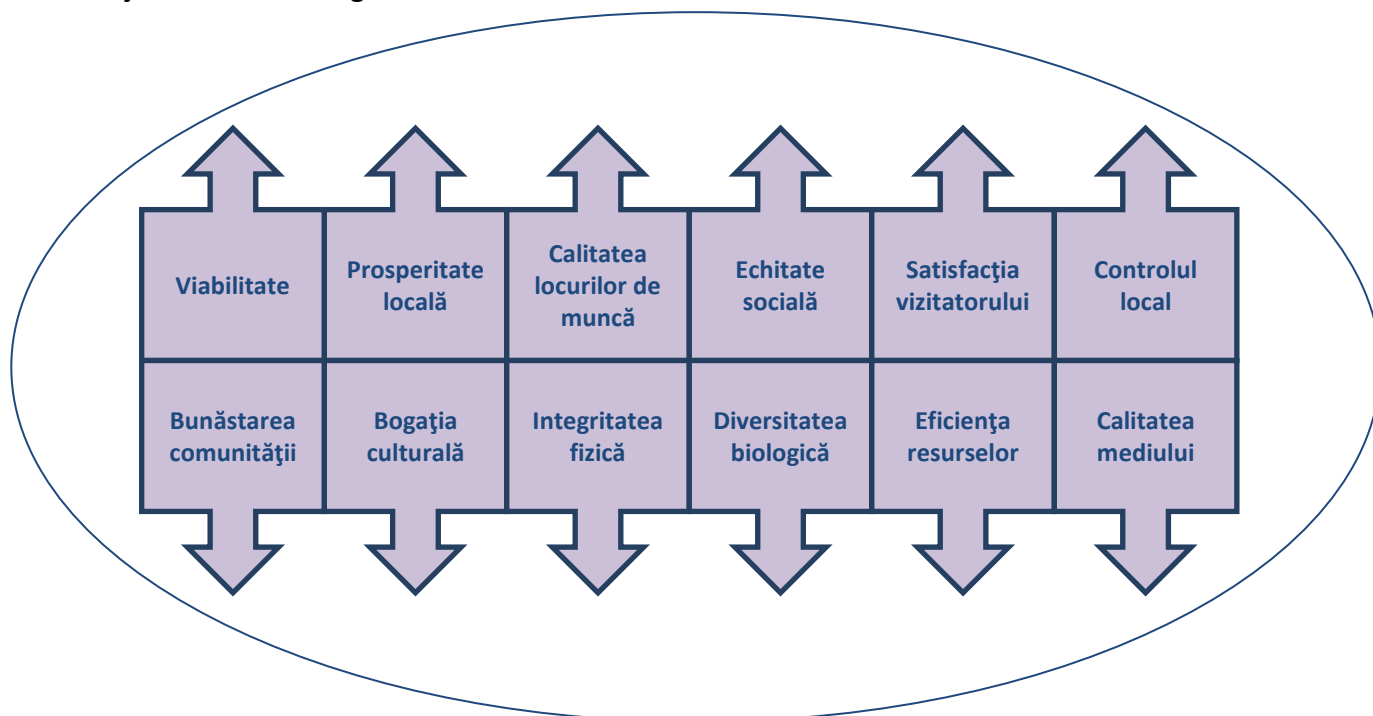 Viabilitate
Prosperitate
locală
Calitatea
locurilor de
muncă
Echitate
socială
Satisfacţia
vizitatorului
Controlul
local
Bunăstarea
comunităţii
Bogaţia
culturală
Integritatea
fizică
Diversitatea
biologică
Eficienţa
resurselor
Calitatea
mediului